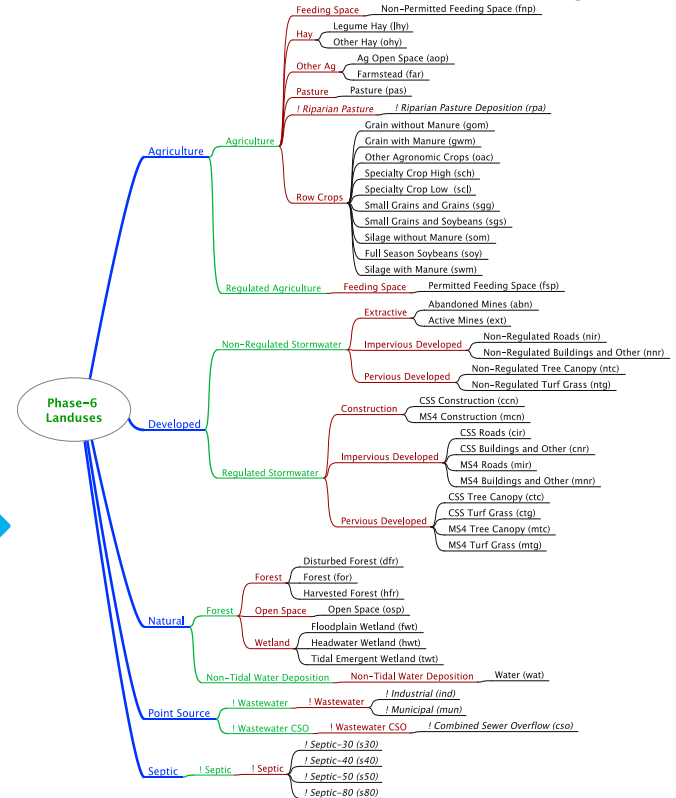 Feeding Space
Non-Permitted Feeding Space (fnp)
Hay
Legume Hay (lhy)
Other Hay (ohy)
Other Ag
Ag Open Space (aop)
Farmstead (far)
Pasture
Pasture (pas)
! Riparian Pasture
! Riparian Pasture Deposition (rpa)
Agriculture
Agriculture
Row Crops
Grain without Manure (gom)
Grain with Manure (gwm)
Other Agronomic Crops (oac)
Specialty Crop High (sch)
Specialty Crop Low (scl)
Small Grains and Grains (sgg)
Small Grains and Soybeans (sgs)
Silage without Manure (som)
Full Season Soybeans (soy)
Silage with Manure (swm)
Regulated Agriculture
Feeding Space
Permitted Feeding Space (fsp)
Phase-6
Landuses
Developed
Non-Regulated Stormwater
Extractive
Abandoned Mines (abn)
Active Mines (ext)
Impervious Developed
Non-Regulated Roads (nir)
Non-Regulated Buildings and Other (nnr)
Pervious Developed
Non-Regulated Tree Canopy (ntc)
Non-Regulated Turf Grass (ntg)
Regulated Stormwater
Construction
CSS Construction (ccn)
MS4 Construction (mcn)
Impervious Developed
CSS Roads (cir)
CSS Buildings and Other (cnr)
MS4 Roads (mir)
MS4 Buildings and Other (mnr)
Pervious Developed
CSS Tree Canopy (ctc)
CSS Turf Grass (ctg)
MS4 Tree Canopy (mtc)
MS4 Turf Grass (mtg)
Natural
Forest
Forest
Disturbed Forest (dfr)
Forest (for)
Harvested Forest (hfr)
Open Space
Open Space (osp)
Wetland
Floodplain Wetland (fwt)
Headwater Wetland (hwt)
Tidal Emergent Wetland (twt)
Non-Tidal Water Deposition
Non-Tidal Water Deposition
Water (wat)
Point Source
! Wastewater
! Wastewater
! Industrial (ind)
! Municipal (mun)
! Wastewater CSO
! Wastewater CSO
! Combined Sewer Overflow (cso)
Septic
! Septic
! Septic
! Septic-30 (s30)
! Septic-40 (s40)
! Septic-50 (s50)
! Septic-80 (s80)